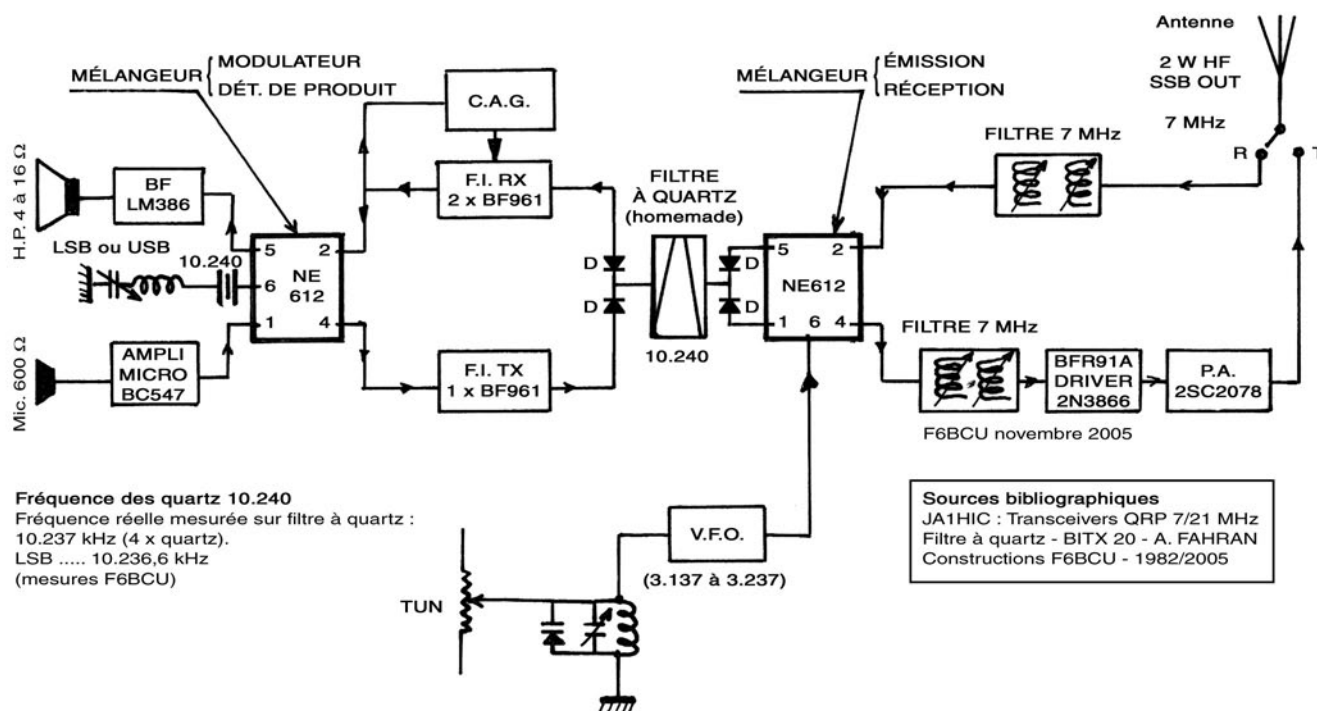 Antenne
2 W HF
SSB OUT
7 MHz
R
T
MÉLANGEUR
MODULATEUR
DÉT. DE PRODUIT
C.A.G.
MÉLANGEUR
ÉMISSION
RÉCEPTION
FILTRE 7 MHz
H.P. 4 à 16 Ω
BF
LM386
F.I. RX
2 x BF961
FILTRE
À QUARTZ
(homemade)
LSB ou USB
10.240
5
2
6
1
4
NE
612
D
D
D
D
5
2
1
6
4
NE612
10.240
Mic. 600 Ω
AMPLI
MICRO
BC547
F.I. TX
1 x BF961
FILTRE 7 MHz
BFR91A
DRIVER
2N3866
P.A.
2SC2078
F6BCU novembre 2005
Fréquence des quartz 10.240
Fréquence réelle mesurée sur filtre à quartz :
10.237 kHz (4 x quartz).
LSB ..... 10.236,6 kHz
(mesures F6BCU)
V.F.O.
(3.137 à 3.237)
TUN
Sources bibliographiques
JA1HIC : Transceivers QRP 7/21 MHz
Filtre à quartz - BITX 20 - A. FAHRAN
Constructions F6BCU - 1982/2005